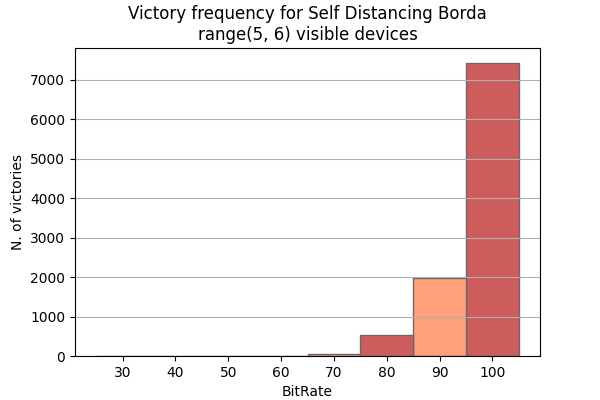 Victory frequency for Self Distancing Borda
range(5, 6) visible devices
N. of victories
7000
6000
5000
4000
3000
2000
1000
0
30 40 50 60 70 80 90 100
BitRate